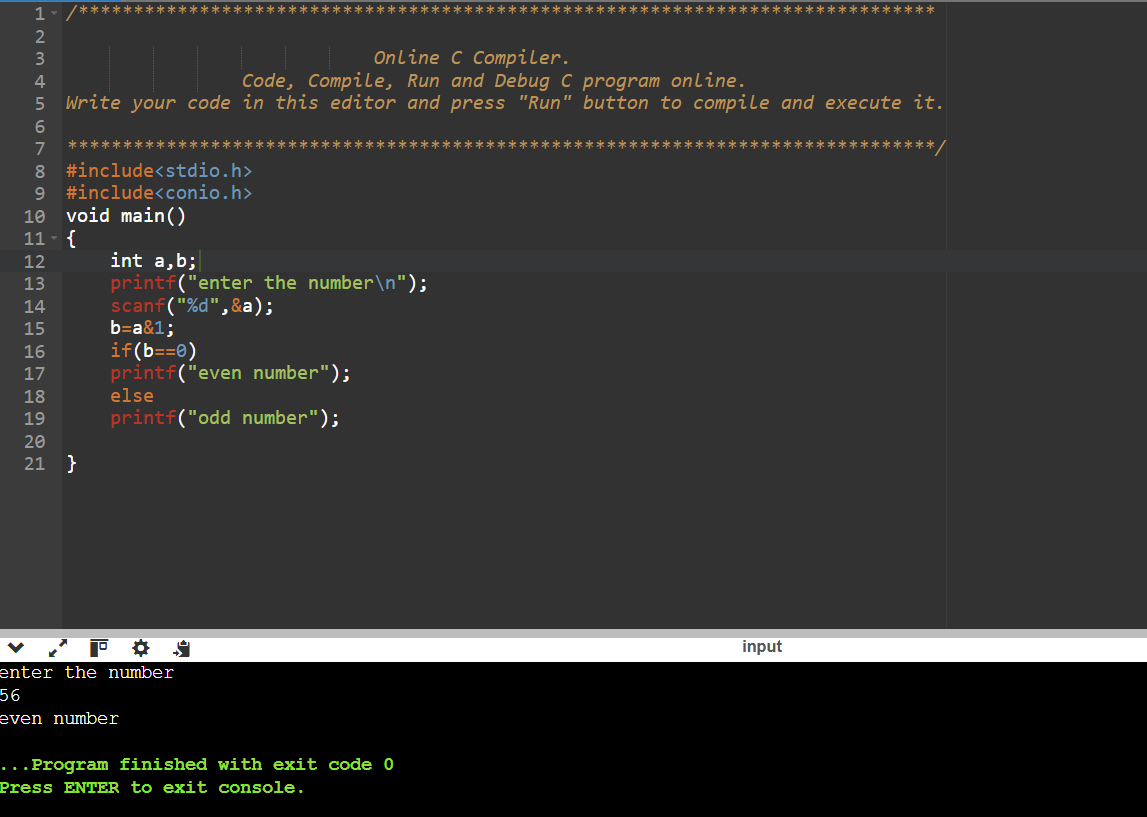 1 /******************************************************************************
2
3 Online C Compiler.
4 Code, Compile, Run and Debug C program online.
5 Write your code in this editor and press "Run" button to compile and execute it.
6
7 *******************************************************************************/
8 #include<stdio.h>
9 #include<conio.h>
10 void main()
11 {
12 int a,b;
13 printf("enter the number\n");
14 scanf("%d",&a);
15 b=a&1;
16 if(b==0)
17 printf("even number");
18 else
19 printf("odd number");
20
21 }
input
enter the number
56
even number
...Program finished with exit code 0
Press ENTER to exit console.